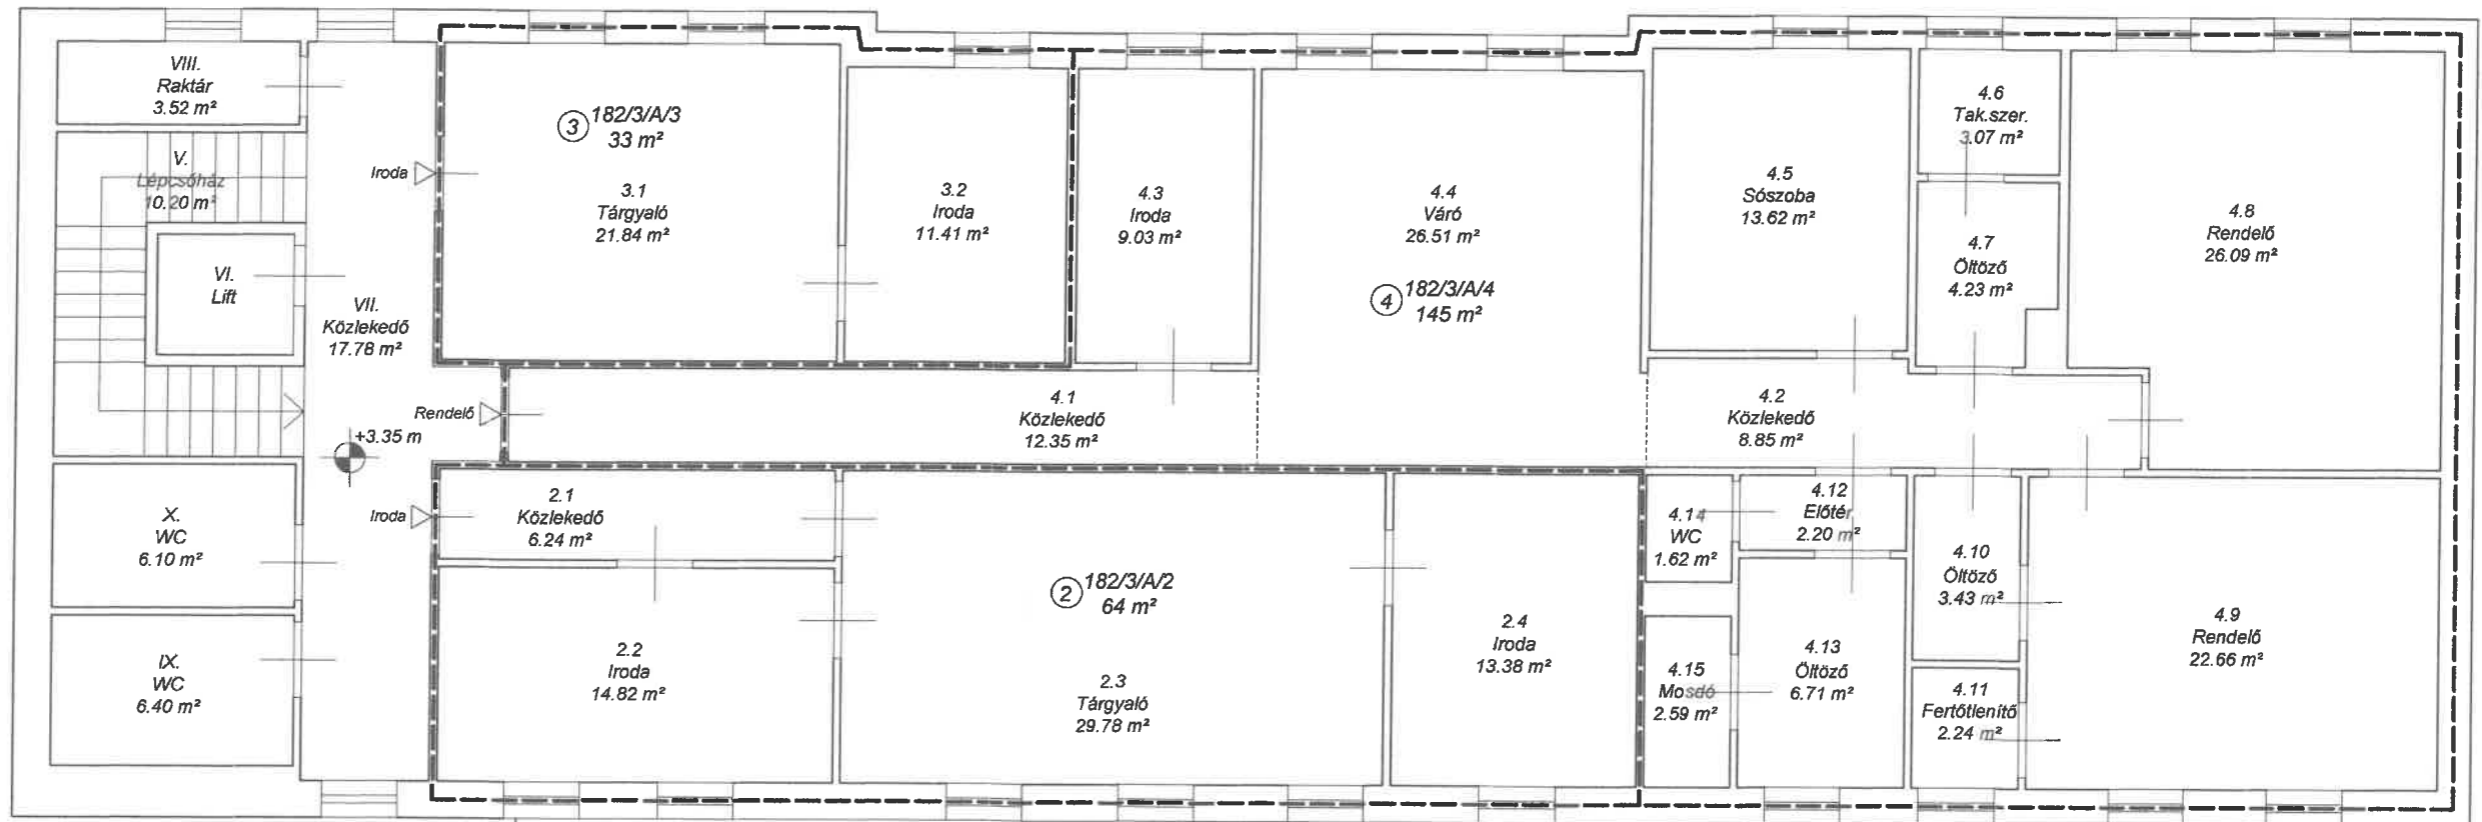 VIII.
Raktár
3.52 m²
V.
Lépcsőház
10.20 m²
VI.
Lift
VII.
Közlekedő
17.78 m²
+3.35 m
X.
WC
6.10 m²
IX.
WC
6.40 m²
Iroda
Rendelő
Iroda
3 182/3/A/3
33 m²
3.1
Tárgyaló
21.84 m²
3.2
Iroda
11.41 m²
4.3
Iroda
9.03 m²
4.4
Váró
26.51 m²
4 182/3/A/4
145 m²
4.5
Sószoba
13.62 m²
4.6
Tak.szer.
3.07 m²
4.7
Öltöző
4.23 m²
4.8
Rendelő
26.09 m²
4.1
Közlekedő
12.35 m²
4.2
Közlekedő
8.85 m²
2.1
Közlekedő
6.24 m²
2.2
Iroda
14.82 m²
2 182/3/A/2
64 m²
2.3
Tárgyaló
29.78 m²
2.4
Iroda
13.38 m²
4.14
WC
1.62 m²
4.12
Előtér
2.20 m²
4.15
Mosdó
2.59 m²
4.13
Öltöző
6.71 m²
4.10
Öltöző
3.43 m²
4.11
Fertőtlenítő
2.24 m²
4.9
Rendelő
22.66 m²